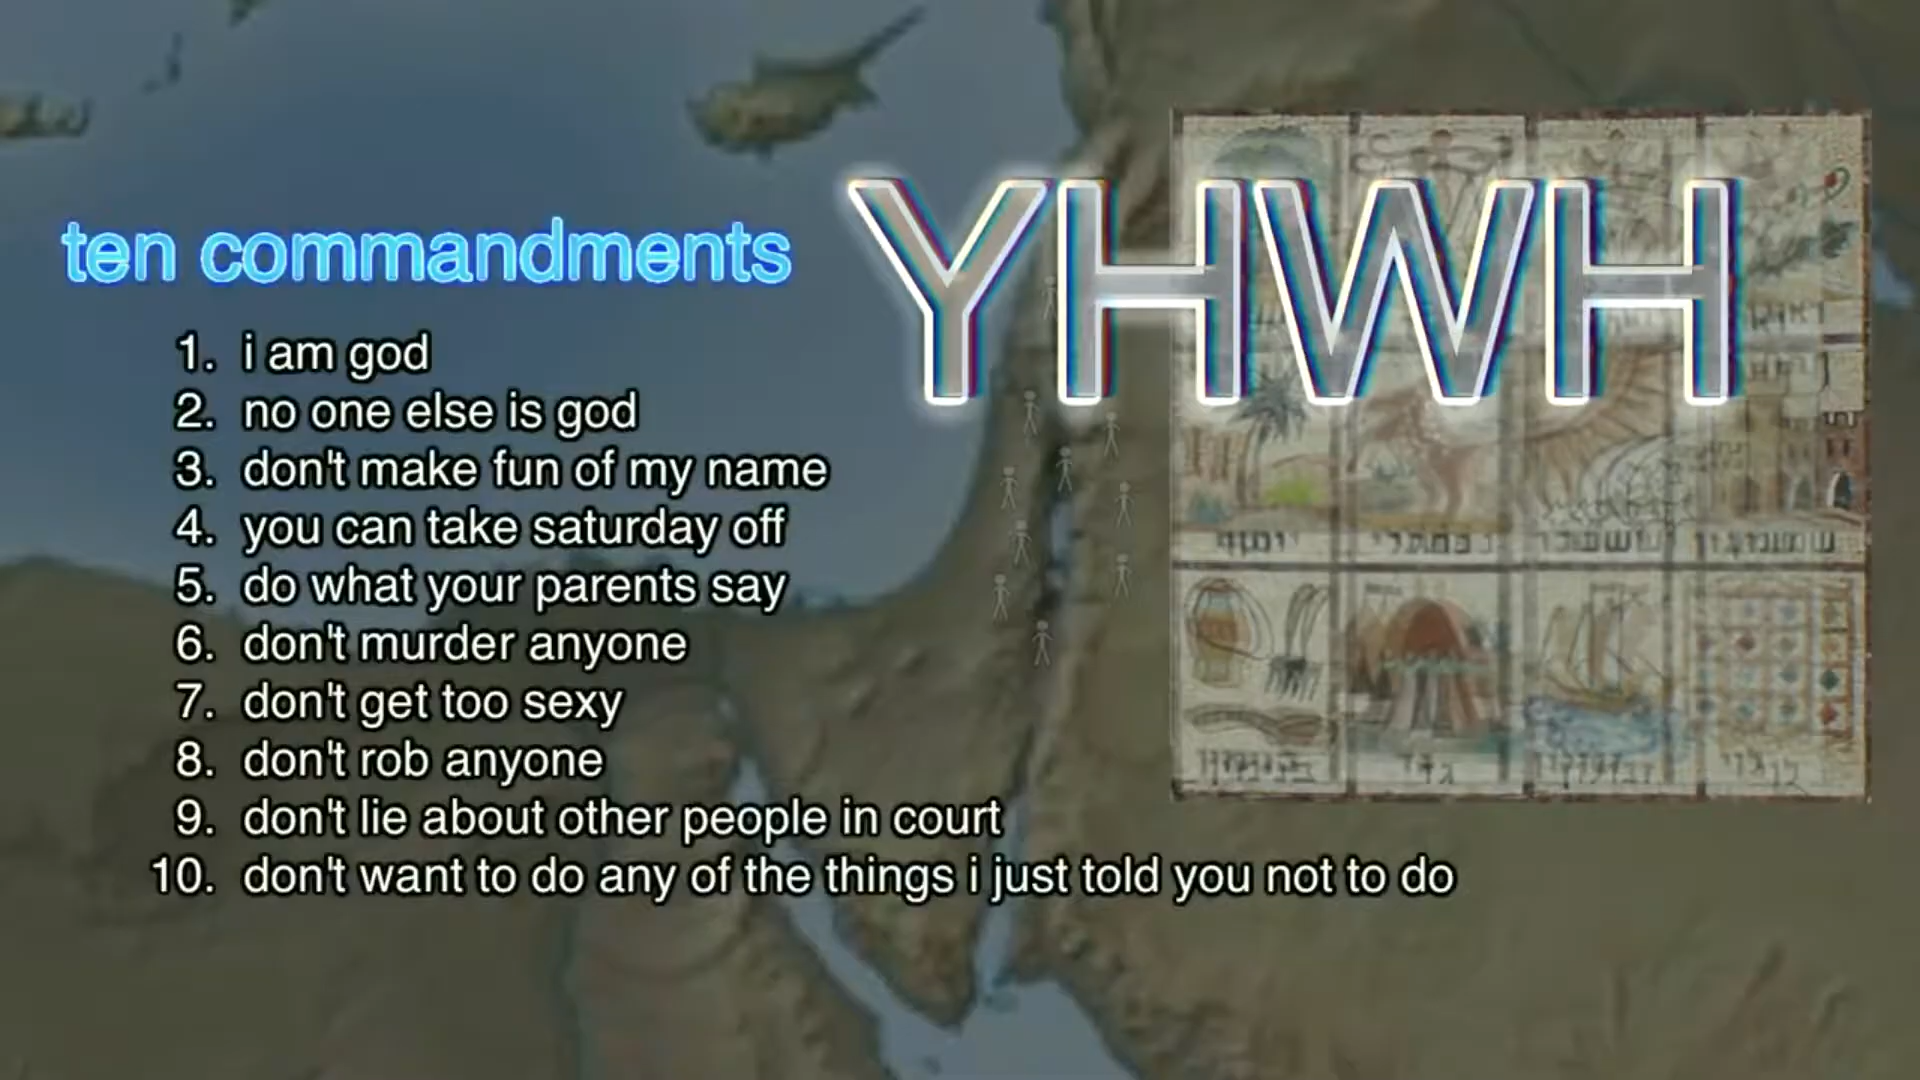 YHWH
ten commandments
1. i am god
2. no one else is god
3. don't make fun of my name
4. you can take saturday off
5. do what your parents say
6. don't murder anyone
7. don't get too sexy
8. don't rob anyone
9. don't lie about other people in court
10. don't want to do any of the things i just told you not to do